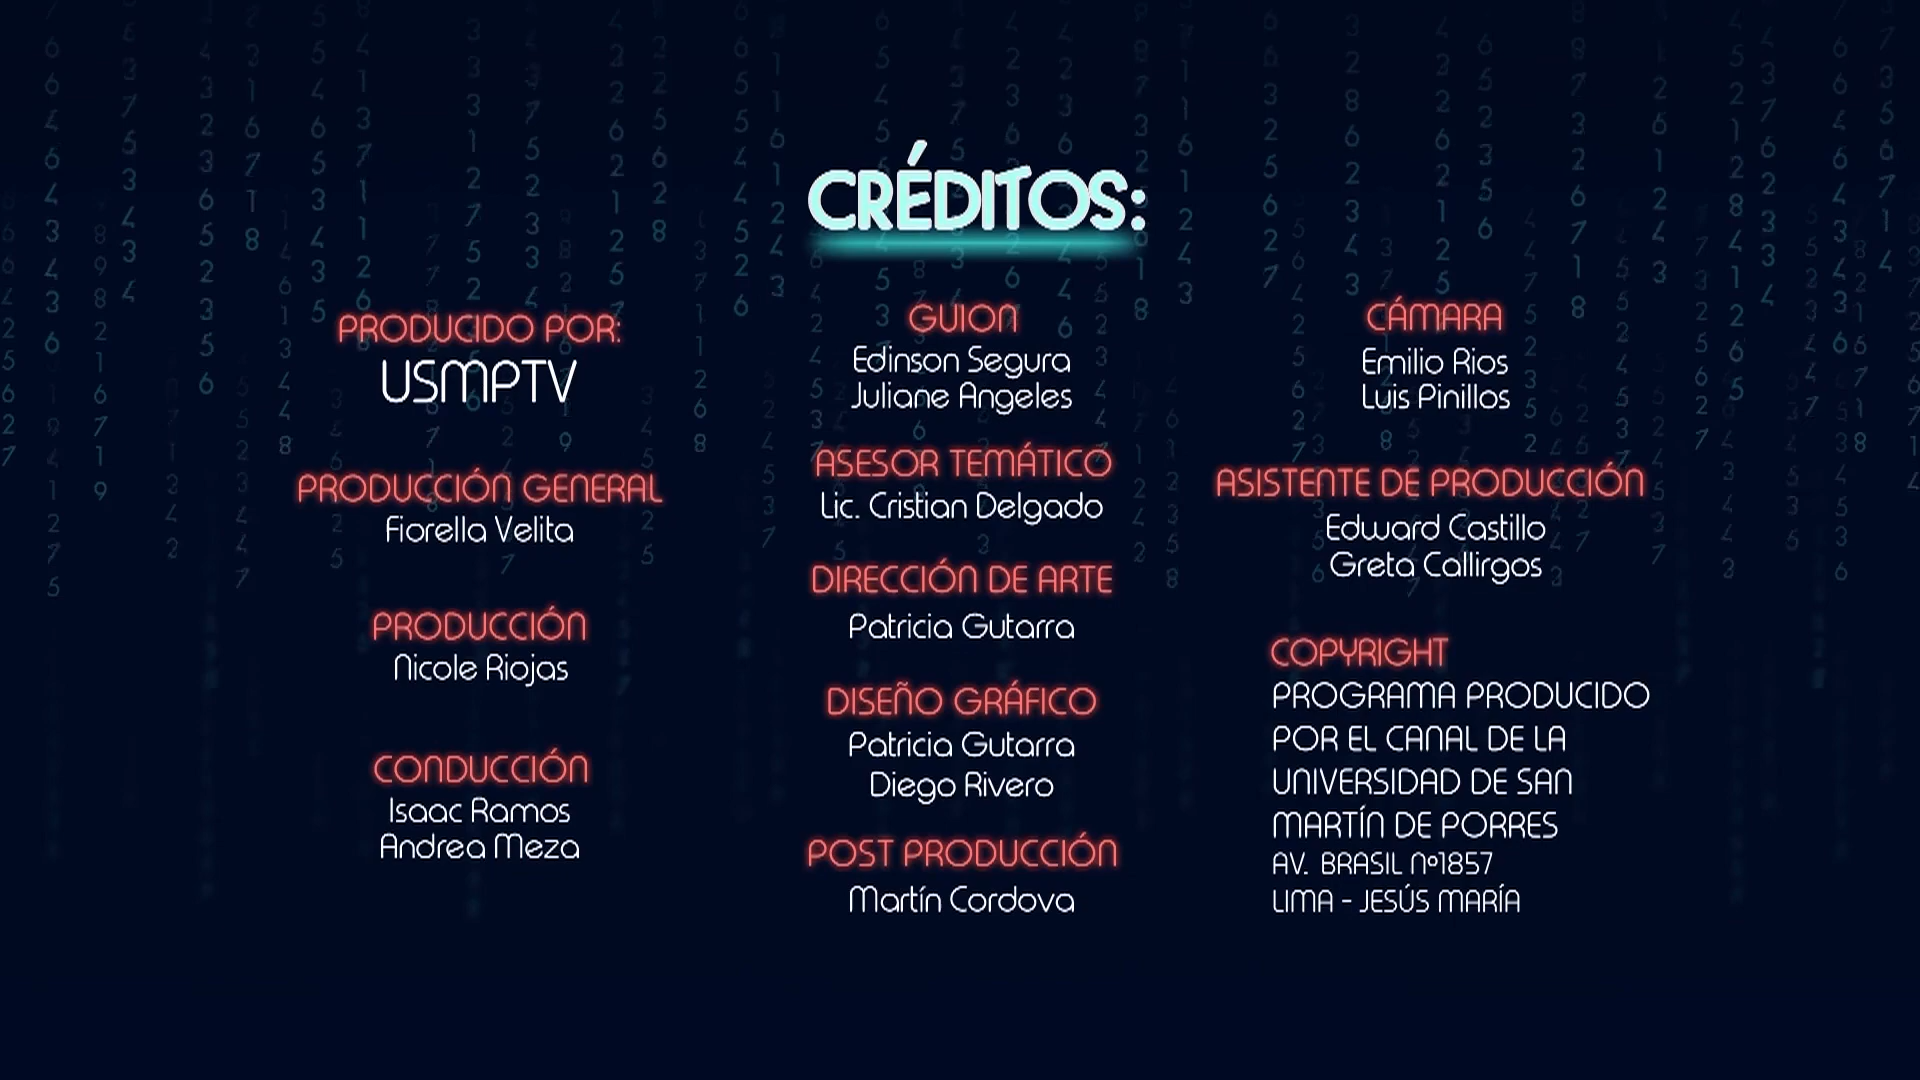 CRÉDITOS:
PRODUCIDO POR:
USMPTV
PRODUCCIÓN GENERAL
Fiorella Velita
PRODUCCIÓN
Nicole Riojas
CONDUCCIÓN
Isaac Ramos
Andrea Meza
GUION
Edinson Segura
Juliane Angeles
ASESOR TEMÁTICO
Lic. Cristian Delgado
DIRECCIÓN DE ARTE
Patricia Gutarra
DISEÑO GRÁFICO
Patricia Gutarra
Diego Rivero
POST PRODUCCIÓN
Martín Cordova
CÁMARA
Emilio Rios
Luis Pinillos
ASISTENTE DE PRODUCCIÓN
Edward Castillo
Greta Callirgos
COPYRIGHT
PROGRAMA PRODUCIDO
POR EL CANAL DE LA
UNIVERSIDAD DE SAN
MARTÍN DE PORRES
AV. BRASIL Nº1857
LIMA - JESÚS MARÍA